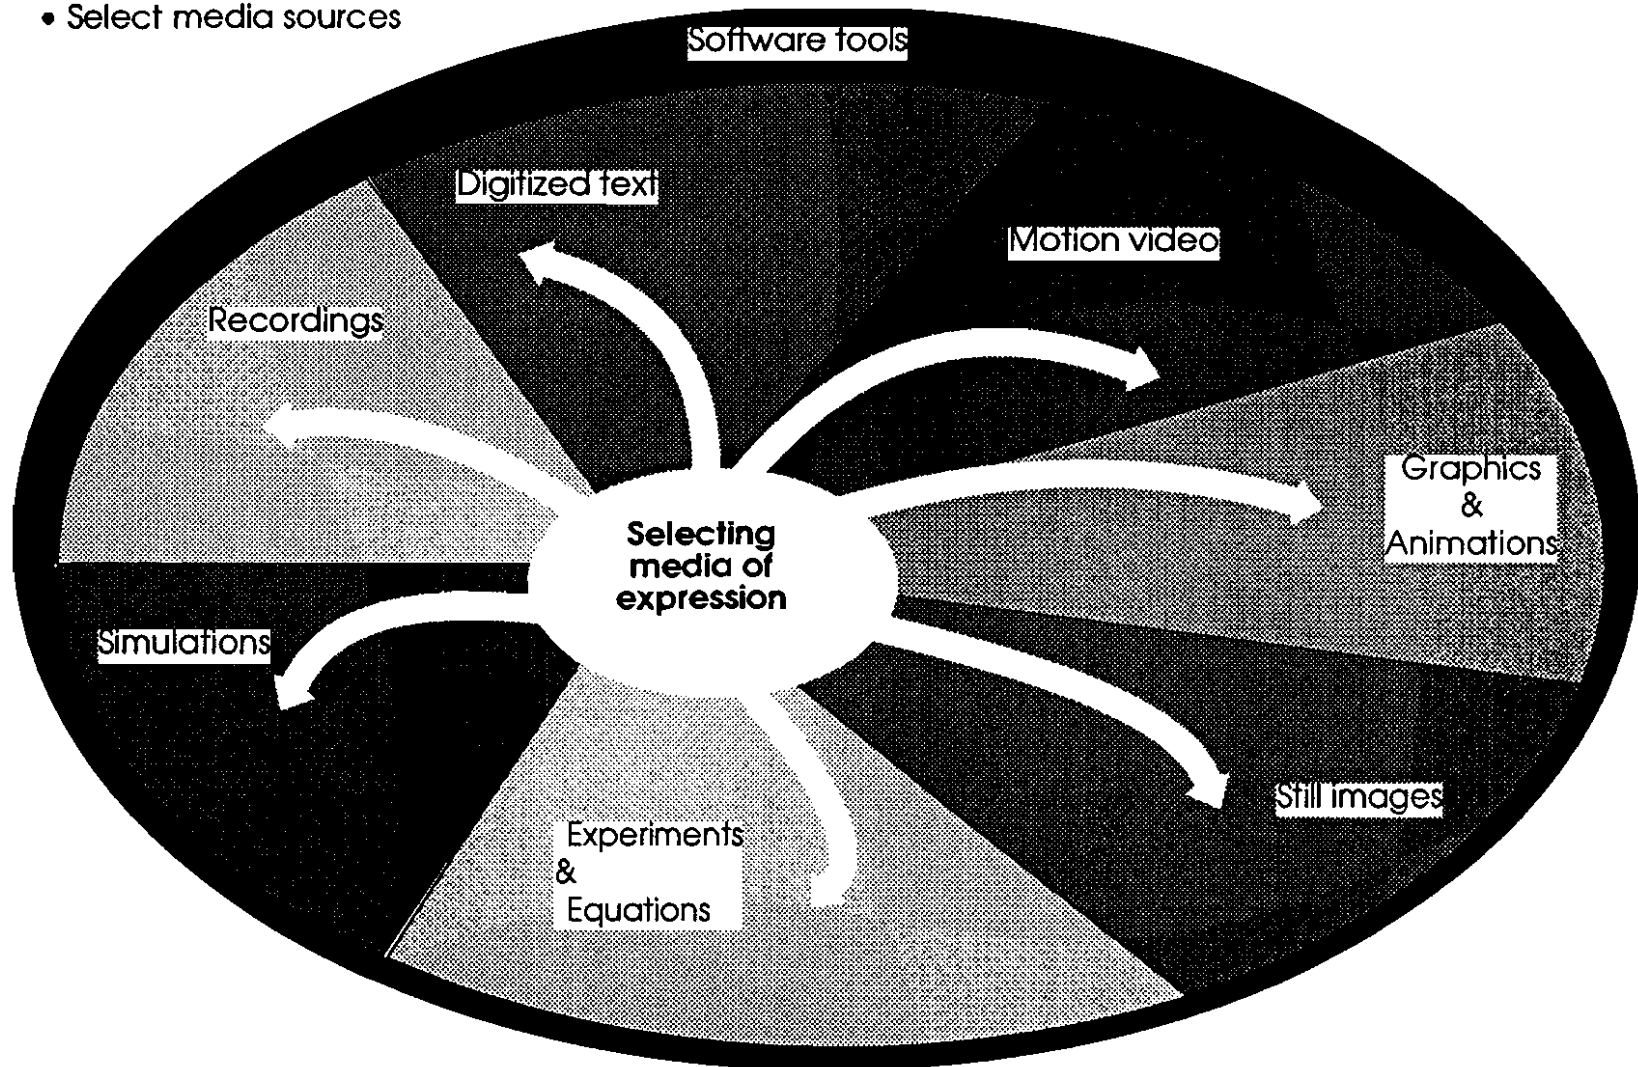 • Select media sources
Software tools
Digitized text
Motion video
Recordings
Graphics
&
Animations
Selecting
media of
expression
Simulations
Still images
Experiments
&
Equations